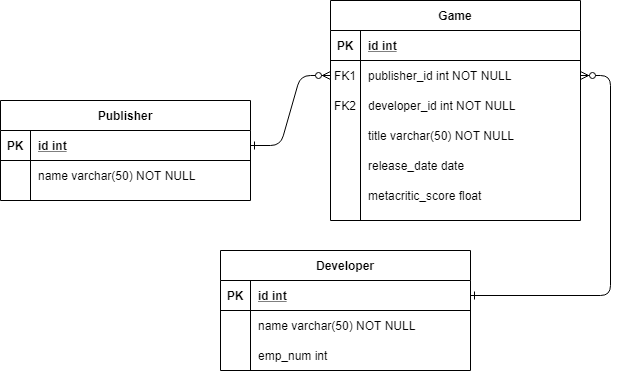 Game
PK id int
FK1 publisher_id int NOT NULL
FK2 developer_id int NOT NULL
title varchar(50) NOT NULL
release_date date
metacritic_score float
Publisher
PK id int
name varchar(50) NOT NULL
Developer
PK id int
name varchar(50) NOT NULL
emp_num int